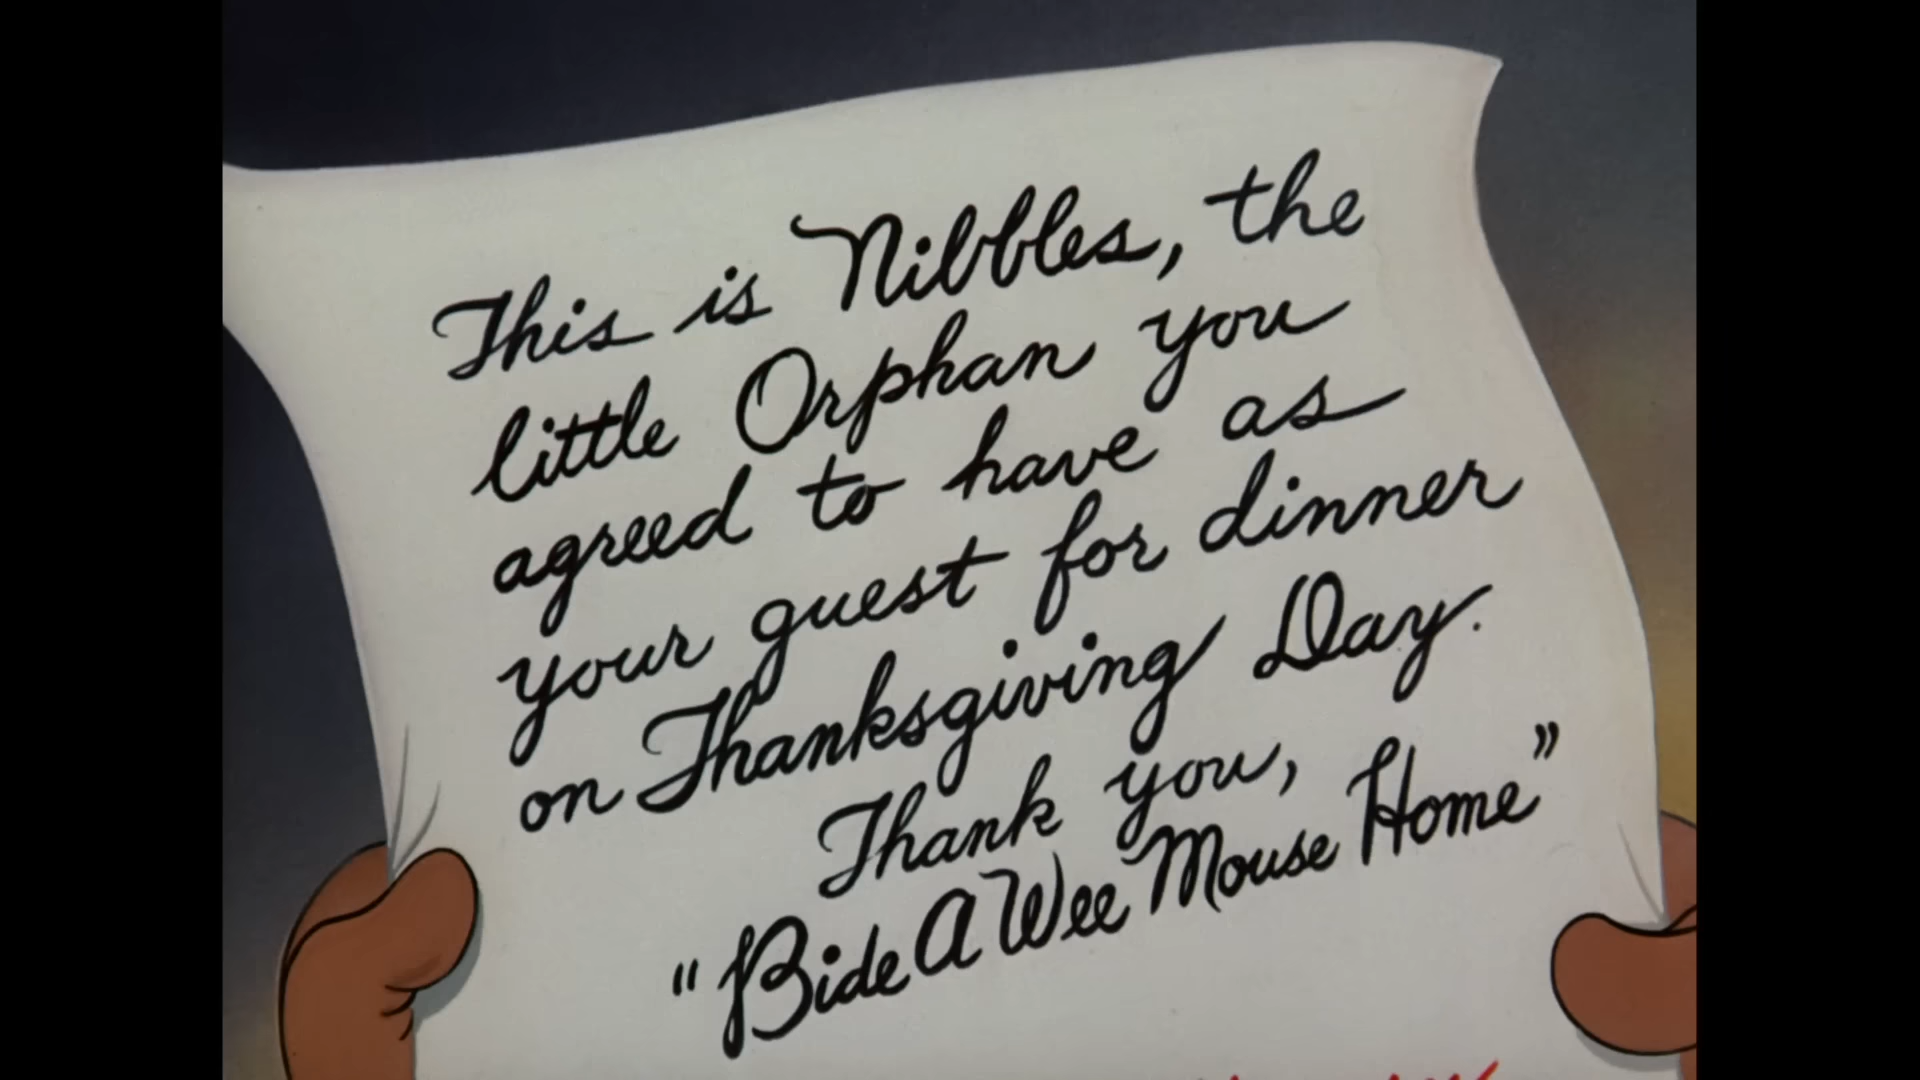 This is Nibbles, the
little Orphan you
agreed to have as
your guest for dinner
on Thanksgiving Day.
Thank you,
"Bide A Wee Mouse Home"